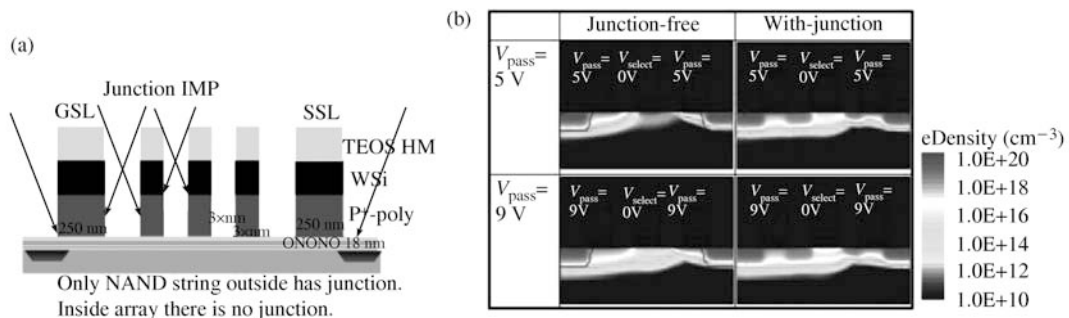 (a)
Junction IMP
GSL
SSL
TEOS HM
WSi
P⁺-poly
250 nm
3×nm
3×nm
250 nm
ONONO 18 nm
Only NAND string outside has junction.
Inside array there is no junction.
(b)
Junction-free
With-junction
V_pass=
5 V
V_pass= V_select= V_pass=
5V 0V 5V
V_pass= V_select= V_pass=
5V 0V 5V
V_pass=
9 V
V_pass= V_select= V_pass=
9V 0V 9V
V_pass= V_select= V_pass=
9V 0V 9V
eDensity (cm⁻³)
1.0E+20
1.0E+18
1.0E+16
1.0E+14
1.0E+12
1.0E+10